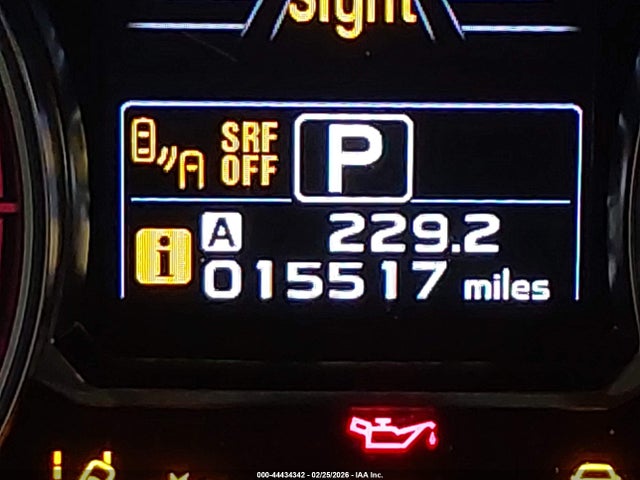 Sight
SRF
OFF
P
i
A 229.2
015517 miles
000-44434342 - 02/25/2026 - IAA Inc.